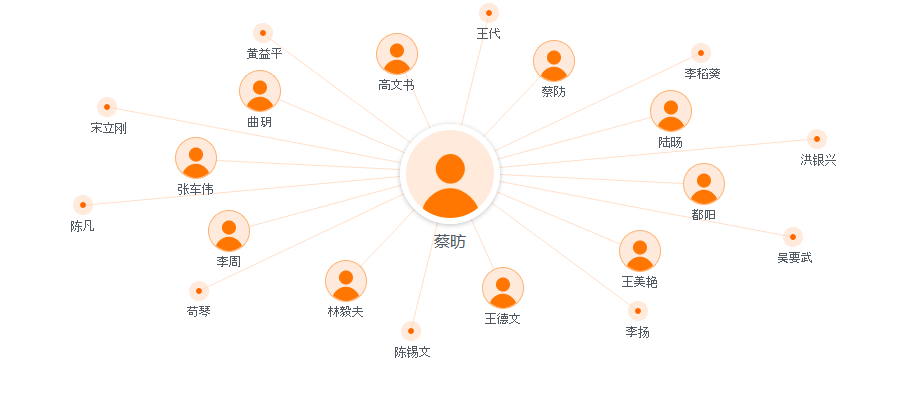 王代
黄益平
李稻葵
高文书
蔡防
曲玥
宋立刚
陆旸
洪银兴
张车伟
都阳
陈凡
蔡昉
吴要武
李周
王美艳
苟琴
林毅夫
王德文
李扬
陈锡文